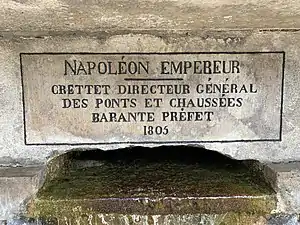 NAPOLÉON EMPEREUR
CRETTET DIRECTEUR GÉNÉRAL
DES PONTS ET CHAUSSÉES
BARANTE PRÉFET
1805